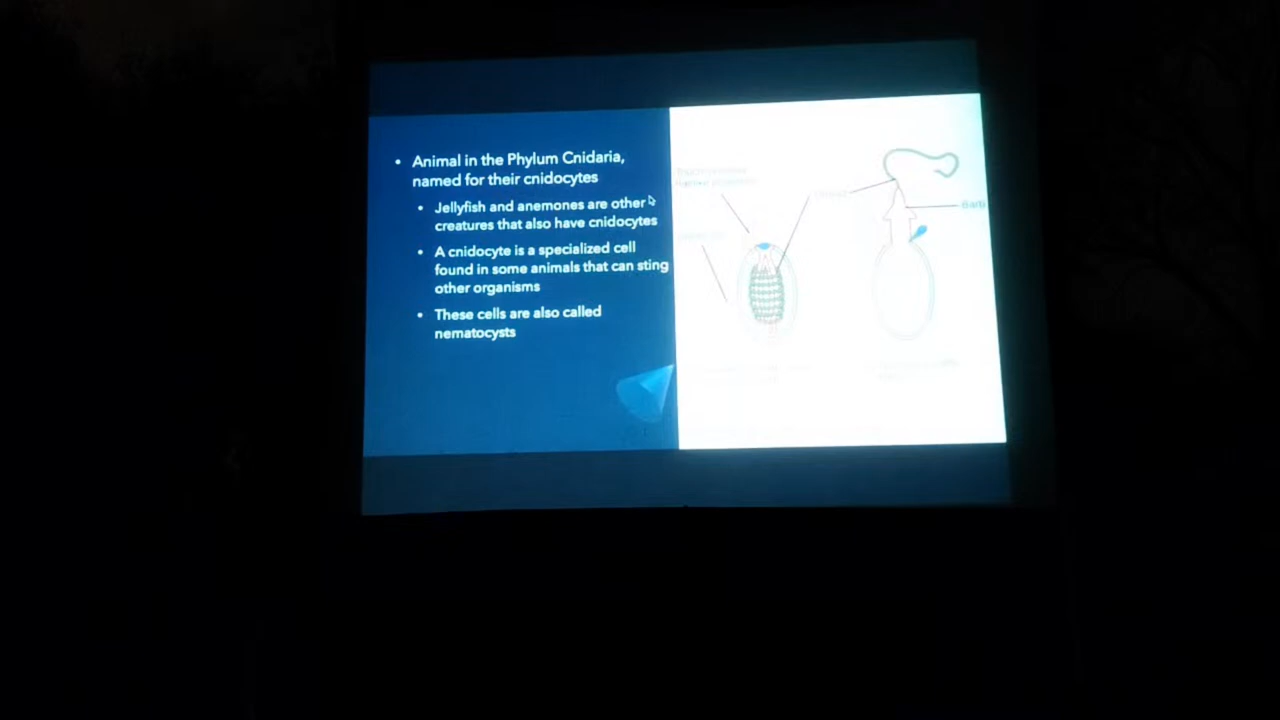 • Animal in the Phylum Cnidaria,
named for their cnidocytes
• Jellyfish and anemones are other
creatures that also have cnidocytes
• A cnidocyte is a specialized cell
found in some animals that can sting
other organisms
• These cells are also called
nematocysts
Barb